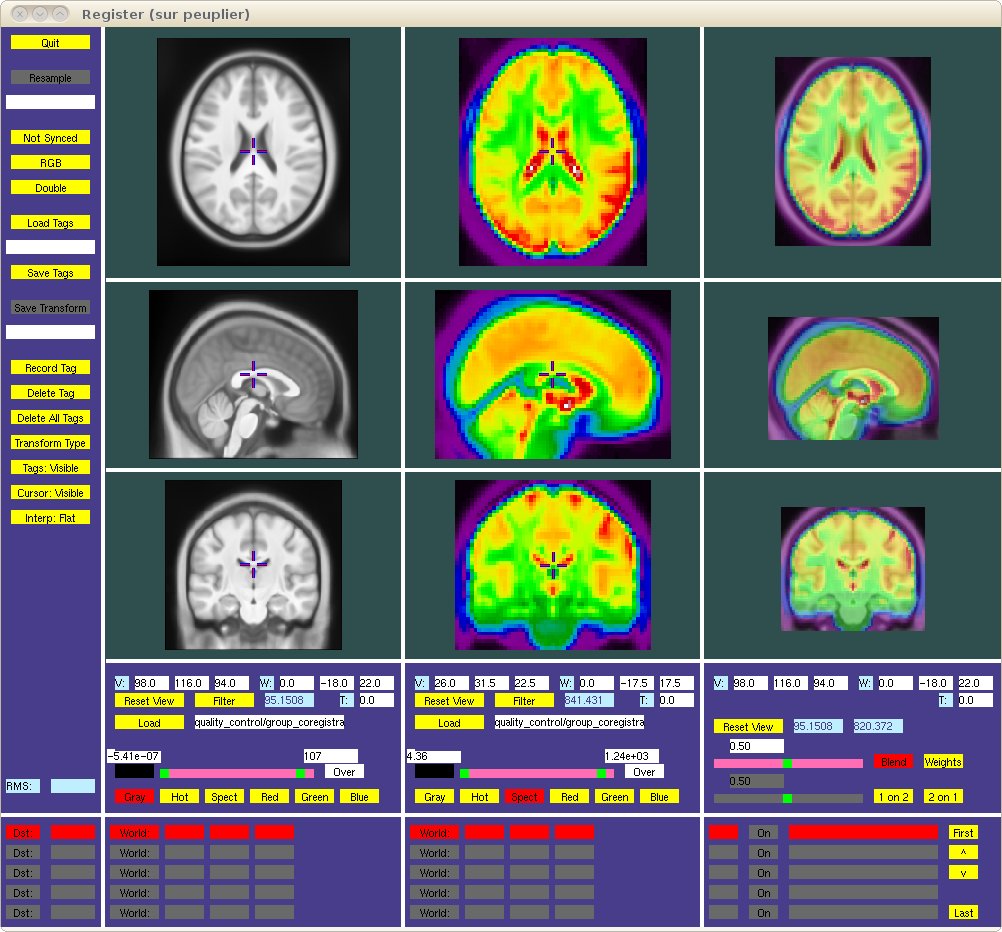 Register (sur peuplier)
Quit
Resample
Not Synced
RGB
Double
Load Tags
Save Tags
Save Transform
Record Tag
Delete Tag
Delete All Tags
Transform Type
Tags: Visible
Cursor: Visible
Interp: Flat
RMS:
V: 98.0 116.0 94.0 W: 0.0 -18.0 22.0
Reset View Filter 95.1508 T: 0.0
Load quality_control/group_coregistra
-5.41e-07 107
Over
Gray Hot Spect Red Green Blue
V: 26.0 31.5 22.5 W: 0.0 -17.5 17.5
Reset View Filter 841.431 T: 0.0
Load quality_control/group_coregistra
4.36 1.24e+03
Over
Gray Hot Spect Red Green Blue
V: 98.0 116.0 94.0 W: 0.0 -18.0 22.0
T: 0.0
Reset View 95.1508 820.372
0.50
Blend Weights
0.50
1 on 2 2 on 1
Dst: World: World: On First
Dst: World: World: On ^
Dst: World: World: On v
Dst: World: World: On
Dst: World: World: On Last